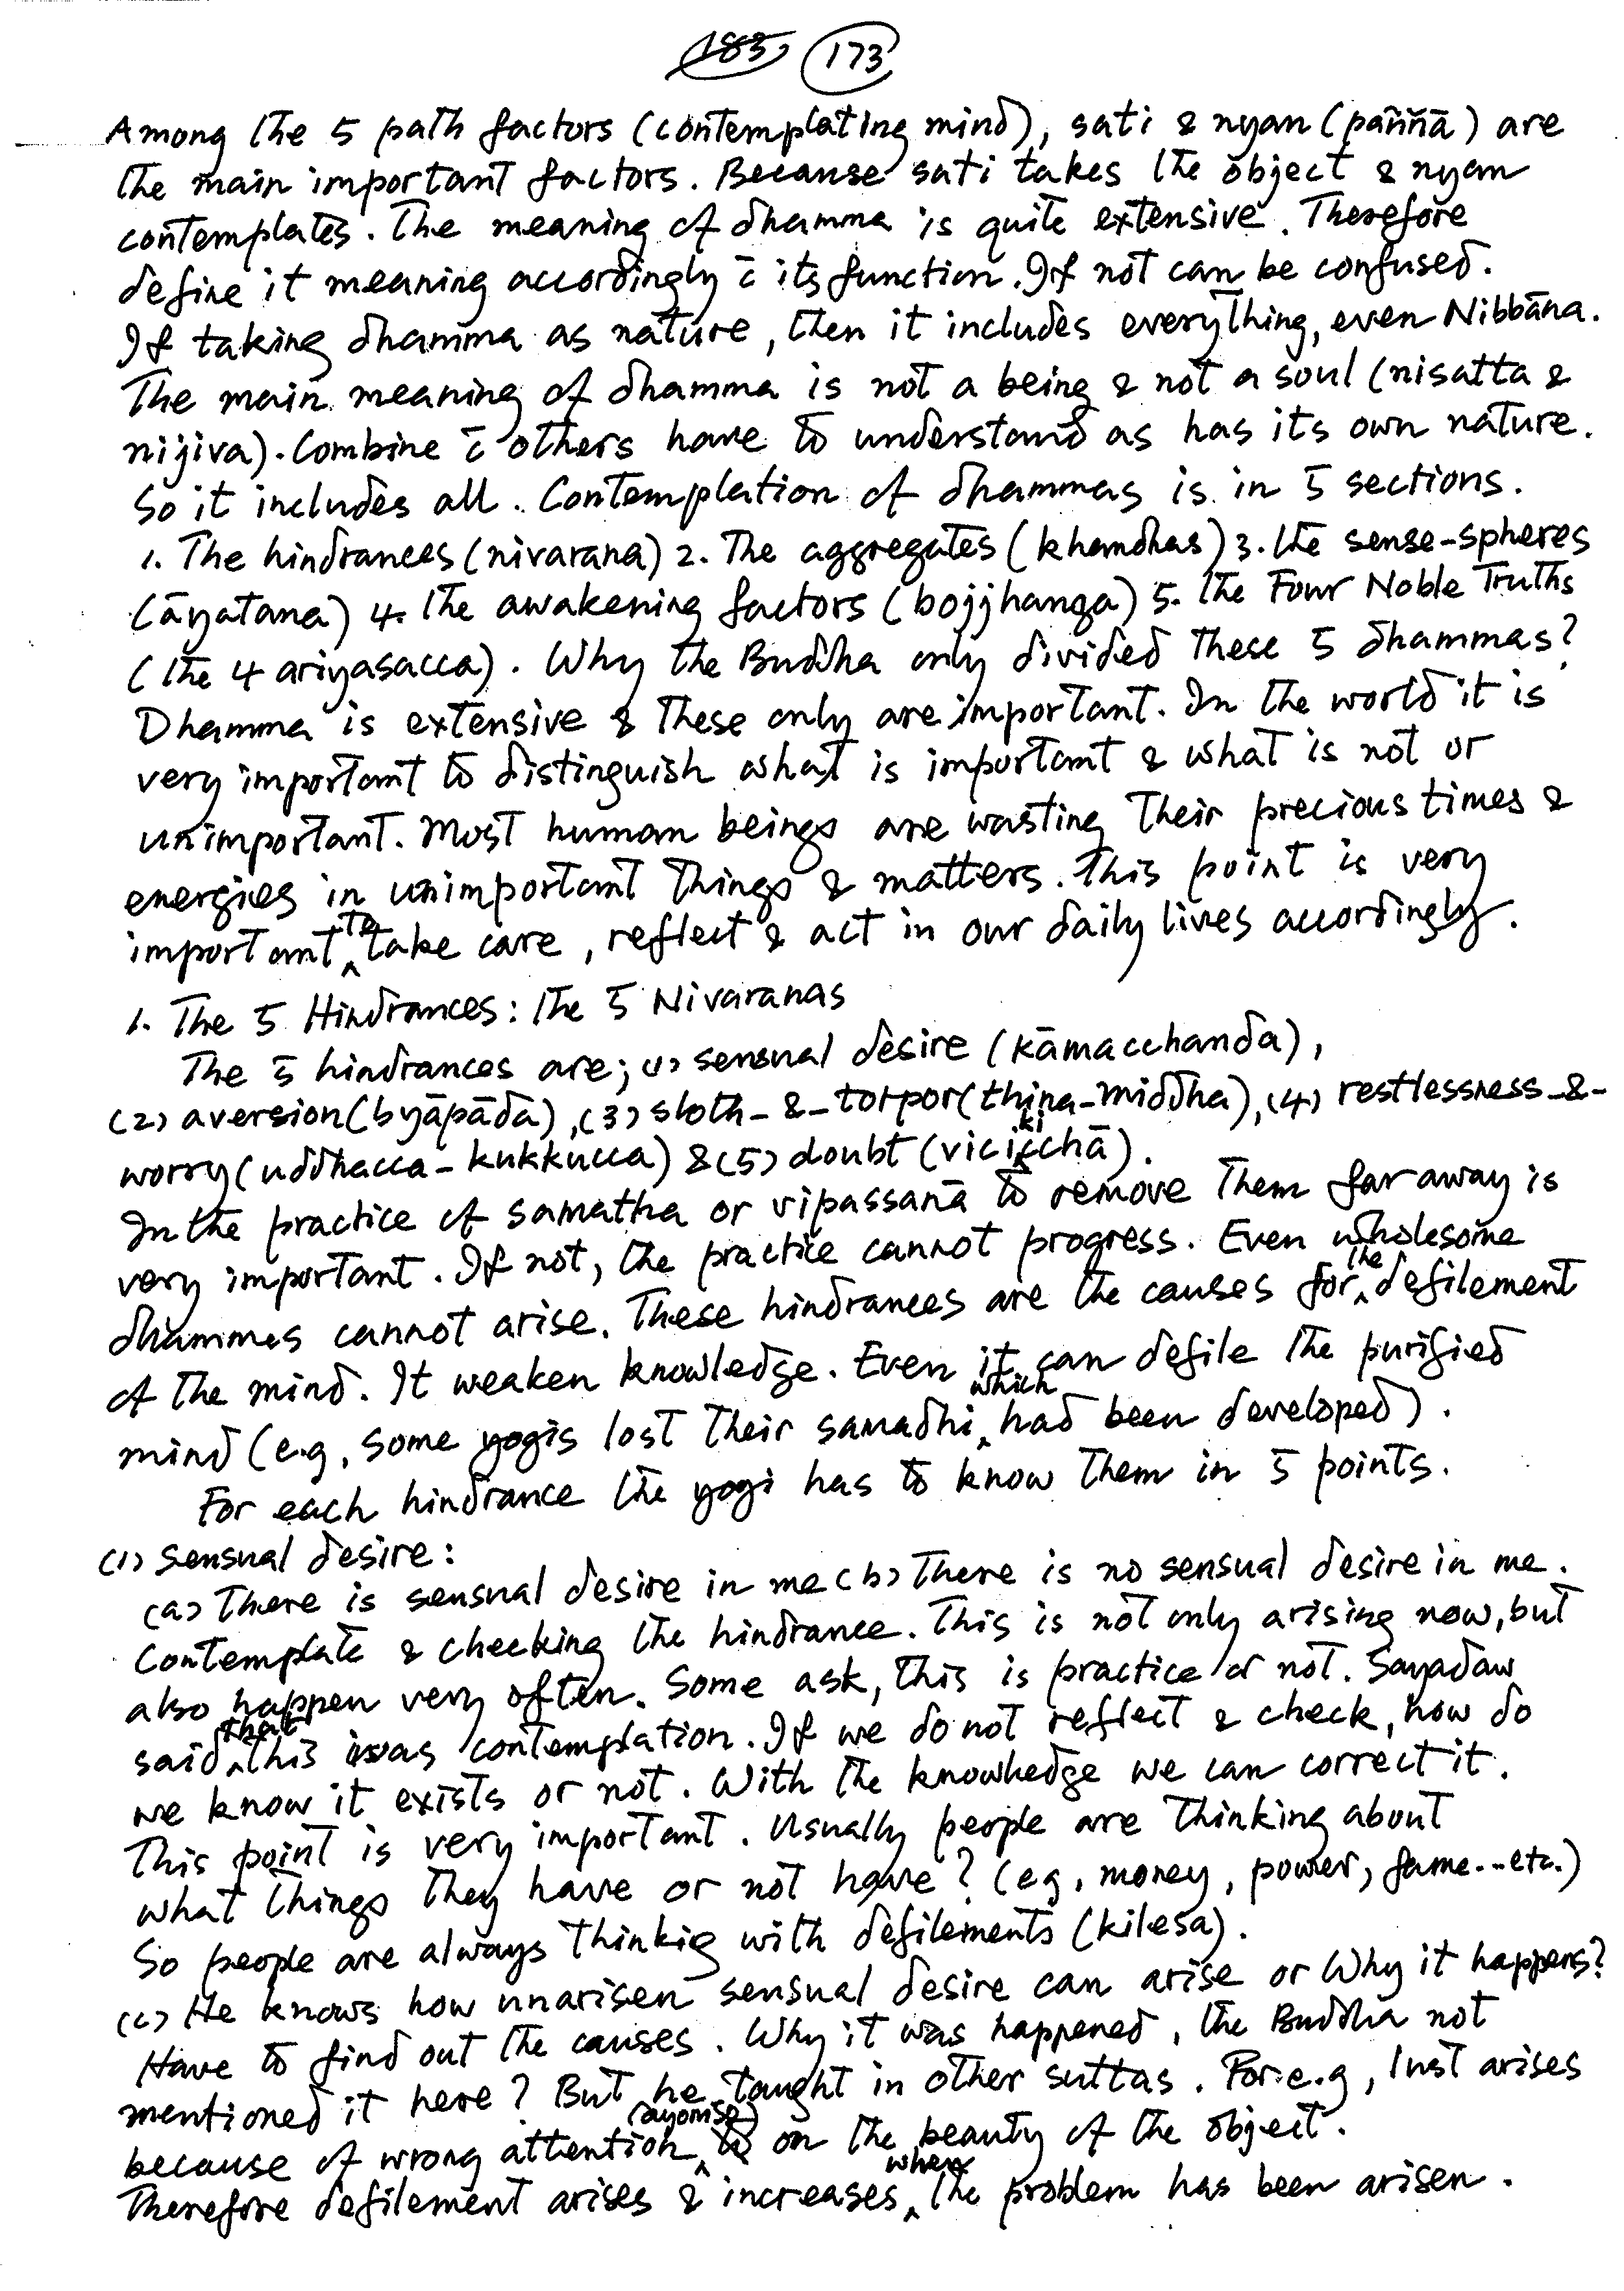 183 173
Among the 5 path factors (contemplating mind), sati & nyan (paññā) are
the main important factors. Because sati takes the object & nyan
contemplates. The meaning of dhamma is quite extensive. Therefore
define it meaning accordingly c̄ its function. If not can be confused.
If taking dhamma as nature, then it includes everything, even Nibbāna.
The main meaning of dhamma is not a being & not a soul (nisatta &
nijiva). Combine c̄ others have to understand as has its own nature.
So it includes all. Contemplation of dhammas is in 5 sections.
1. The hindrances (nivarana) 2. The aggregates (khandhas) 3. the sense-spheres
(āyatana) 4. the awakening factors (bojjhanga) 5. the Four Noble Truths
(the 4 ariyasacca). Why the Buddha only divided these 5 dhammas?
Dhamma is extensive & these only are important. In the world it is
very important to distinguish what is important & what is not or
unimportant. Most human beings are wasting their precious times &
energies in unimportant things & matters. This point is very
important to take care, reflect & act in our daily lives accordingly.
1. The 5 Hindrances: the 5 Nivaranas
The 5 hindrances are; (1) sensual desire (kāmacchanda),
(2) aversion (byāpāda), (3) sloth-&-torpor (thina-middha), (4) restlessness-&-
worry (uddhacca-kukkucca) & (5) doubt (vicikicchā).
In the practice of samatha or vipassanā to remove them far away is
very important. If not, the practice cannot progress. Even wholesome
dhammas cannot arise. These hindrances are the causes for the defilement
of the mind. It weaken knowledge. Even it can defile the purified
mind (e.g, some yogis lost their samadhi which had been developed).
For each hindrance the yogi has to know them in 5 points.
(1) Sensual desire:
(a) There is sensual desire in me (b) There is no sensual desire in me.
Contemplate & checking the hindrance. This is not only arising now, but
also happen very often. Some ask, this is practice or not. Sayadaw
said that this was contemplation. If we do not reflect & check, how do
we know it exists or not. With the knowledge we can correct it.
This point is very important. Usually people are thinking about
what things they have or not have? (eg, money, power, fame...etc.)
So people are always thinkig with defilements (kilesa).
(c) He knows how unarisen sensual desire can arise or Why it happens?
Have to find out the causes. Why it was happened, the Buddha not
mentioned it here? But he taught in other suttas. For e.g, lust arises
because of wrong attention (ayoniso) on the beauty of the object.
Therefore defilement arises & increases when the problem has been arisen.